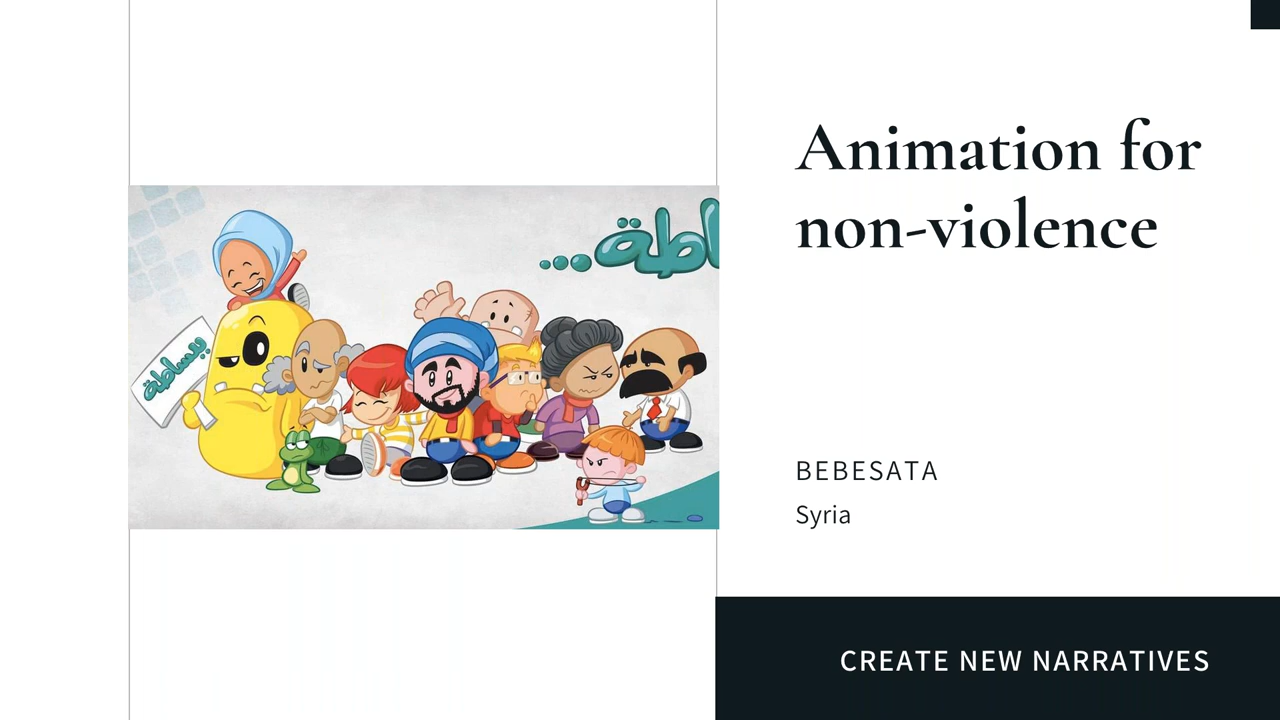 Animation for
non-violence
ببساطة
BEBESATA
Syria
CREATE NEW NARRATIVES